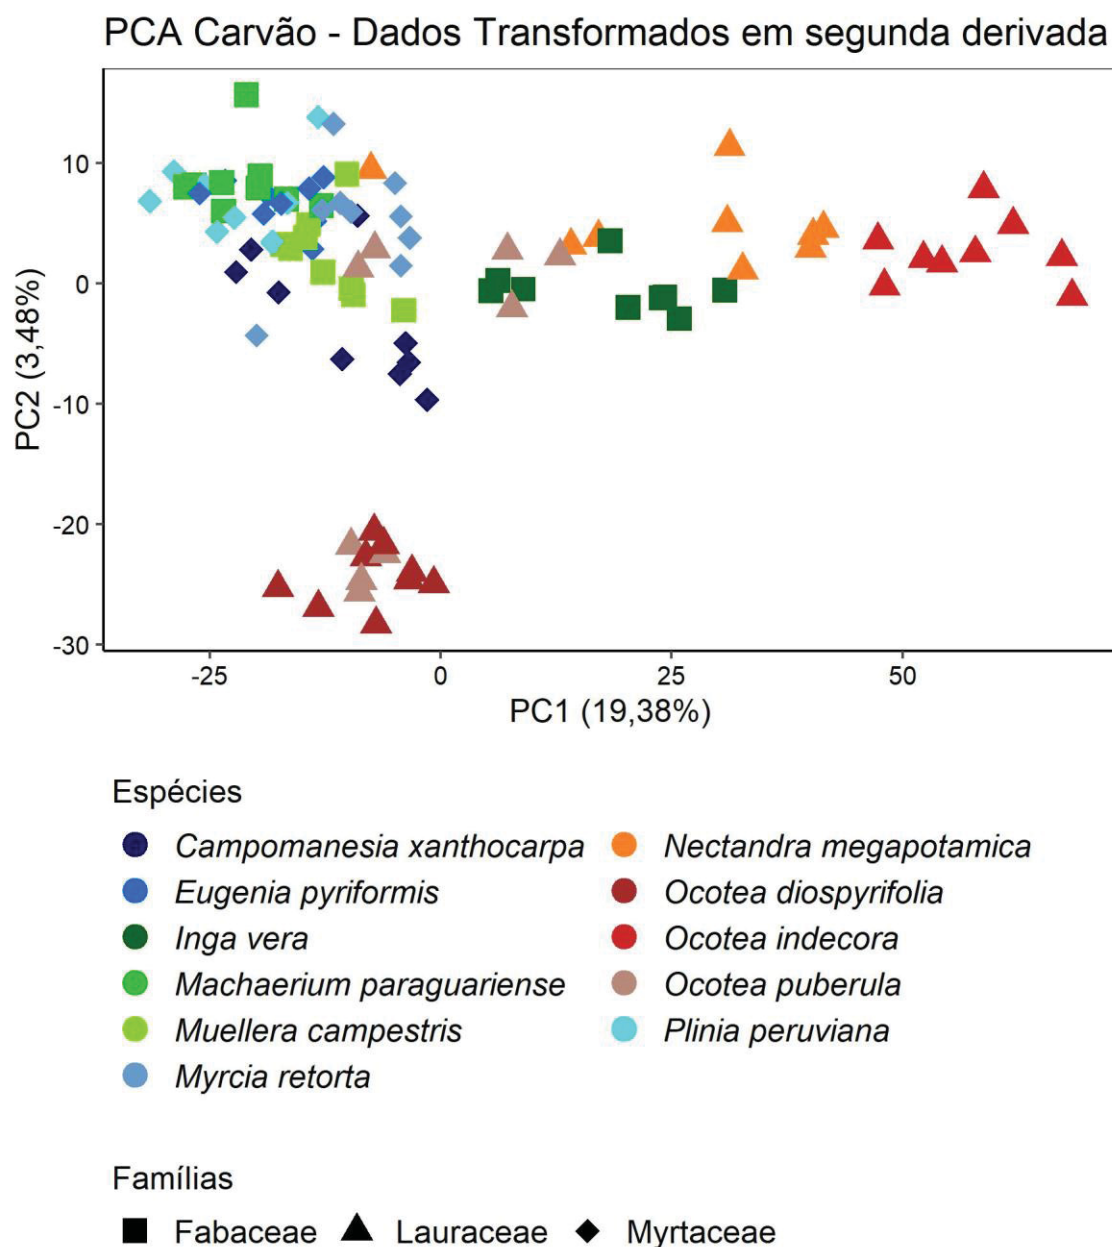 PCA Carvão - Dados Transformados em segunda derivada
PC2 (3,48%)
10
0
-10
-20
-30
-25
0
25
50
PC1 (19,38%)
Espécies
Campomanesia xanthocarpa
Eugenia pyriformis
Inga vera
Machaerium paraguariense
Muellera campestris
Myrcia retorta
Nectandra megapotamica
Ocotea diospyrifolia
Ocotea indecora
Ocotea puberula
Plinia peruviana
Famílias
Fabaceae Lauraceae Myrtaceae